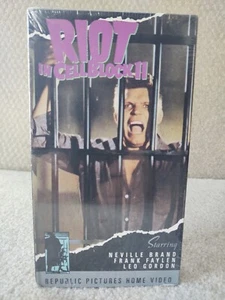 RIOT
IN CELL BLOCK 11
Starring
NEVILLE BRAND
FRANK FAYLEN
LEO GORDON
REPUBLIC PICTURES HOME VIDEO